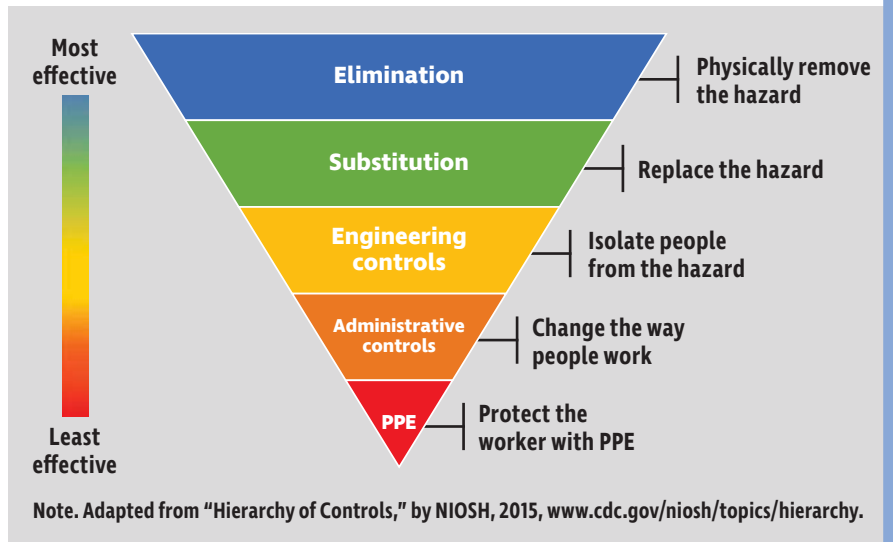 Most
effective
Elimination
Physically remove
the hazard
Substitution
Replace the hazard
Engineering
controls
Isolate people
from the hazard
Administrative
controls
Change the way
people work
PPE
Protect the
worker with PPE
Least
effective
Note. Adapted from “Hierarchy of Controls,” by NIOSH, 2015, www.cdc.gov/niosh/topics/hierarchy.